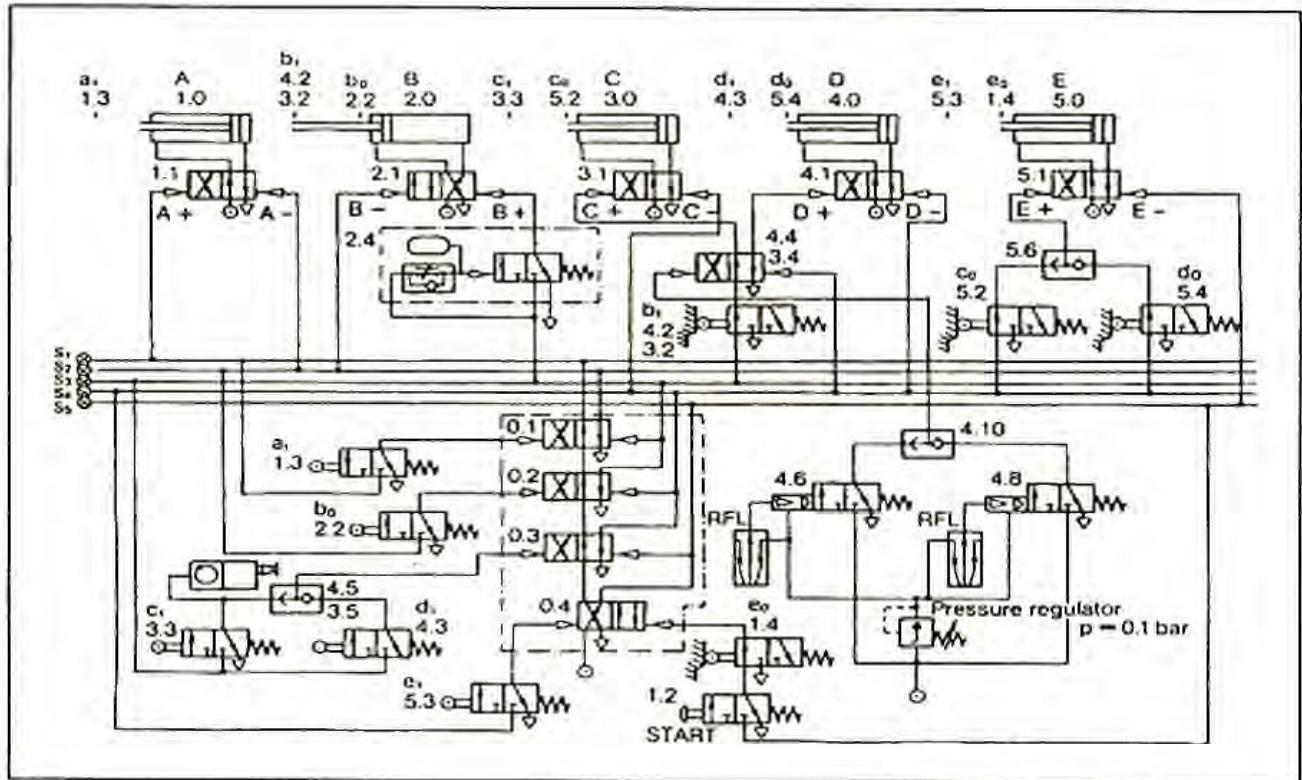 a₁ A b₁ b₀ B c₁ c₀ C d₁ d₀ D e₁ e₀ E
1.3 1.0 4.2 3.2 2.2 2.0 3.3 5.2 3.0 4.3 5.4 4.0 5.3 1.4 5.0
1.1 2.1 3.1 4.1 5.1
A + A - B - B + C + C - D + D - E + E -
2.4
4.4
3.4
5.6
c₀
5.2
d₀
5.4
b₁
4.2
3.2
S₁
S₂
S₃
S₄
S₅
0.1
4.10
a₁
1.3
0.2
4.6
4.8
b₀
2.2
RFL
RFL
0.3
4.5
3.5
c₁
3.3
4.3
0.4
e₀
1.4
Pressure regulator
p = 0.1 bar
e₁
5.3
1.2
START